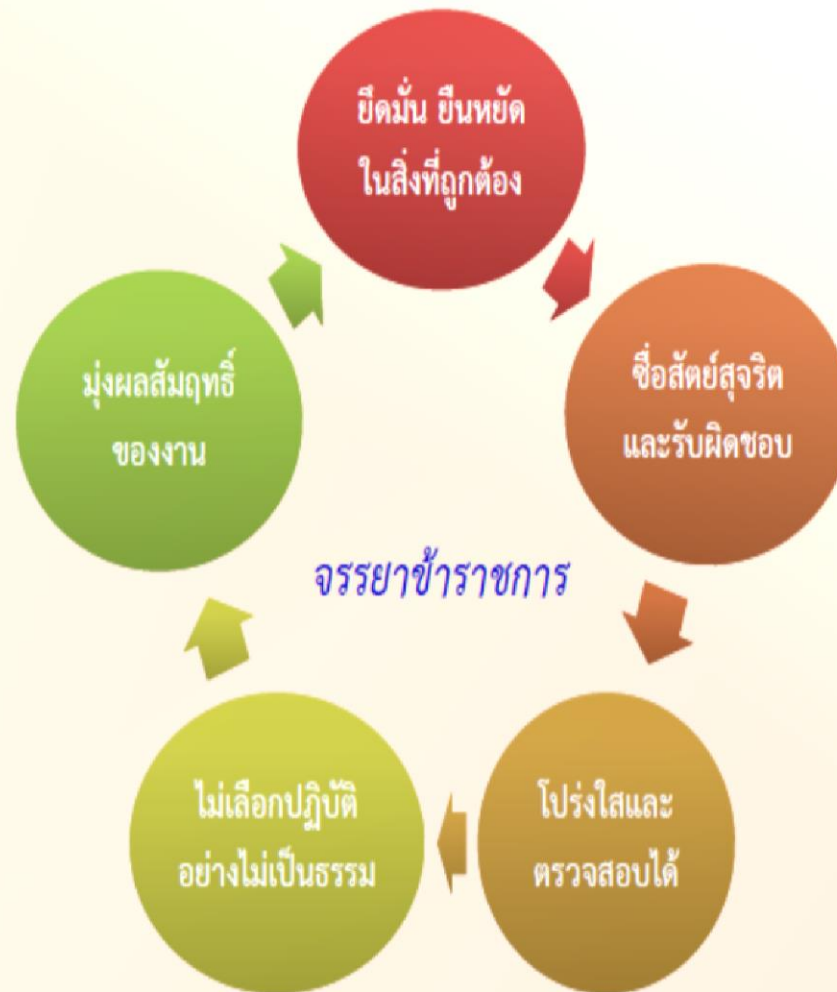 ยึดมั่น ยืนหยัด
ในสิ่งที่ถูกต้อง
ซื่อสัตย์สุจริต
และรับผิดชอบ
โปร่งใสและ
ตรวจสอบได้
ไม่เลือกปฏิบัติ
อย่างไม่เป็นธรรม
มุ่งผลสัมฤทธิ์
ของงาน
จรรยาข้าราชการ